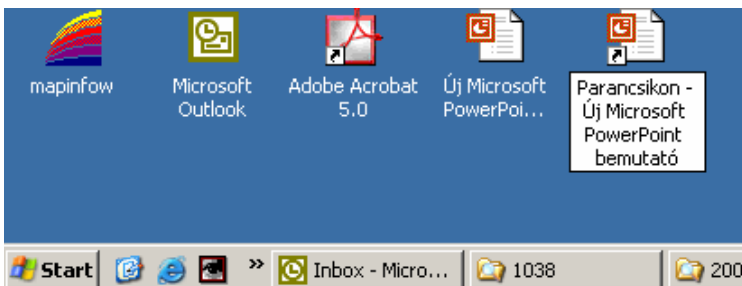 mapinfow
Microsoft
Outlook
Adobe Acrobat
5.0
Új Microsoft
PowerPoi...
Parancsikon -
Új Microsoft
PowerPoint
bemutató
Start
»
Inbox - Micro...
1038
200